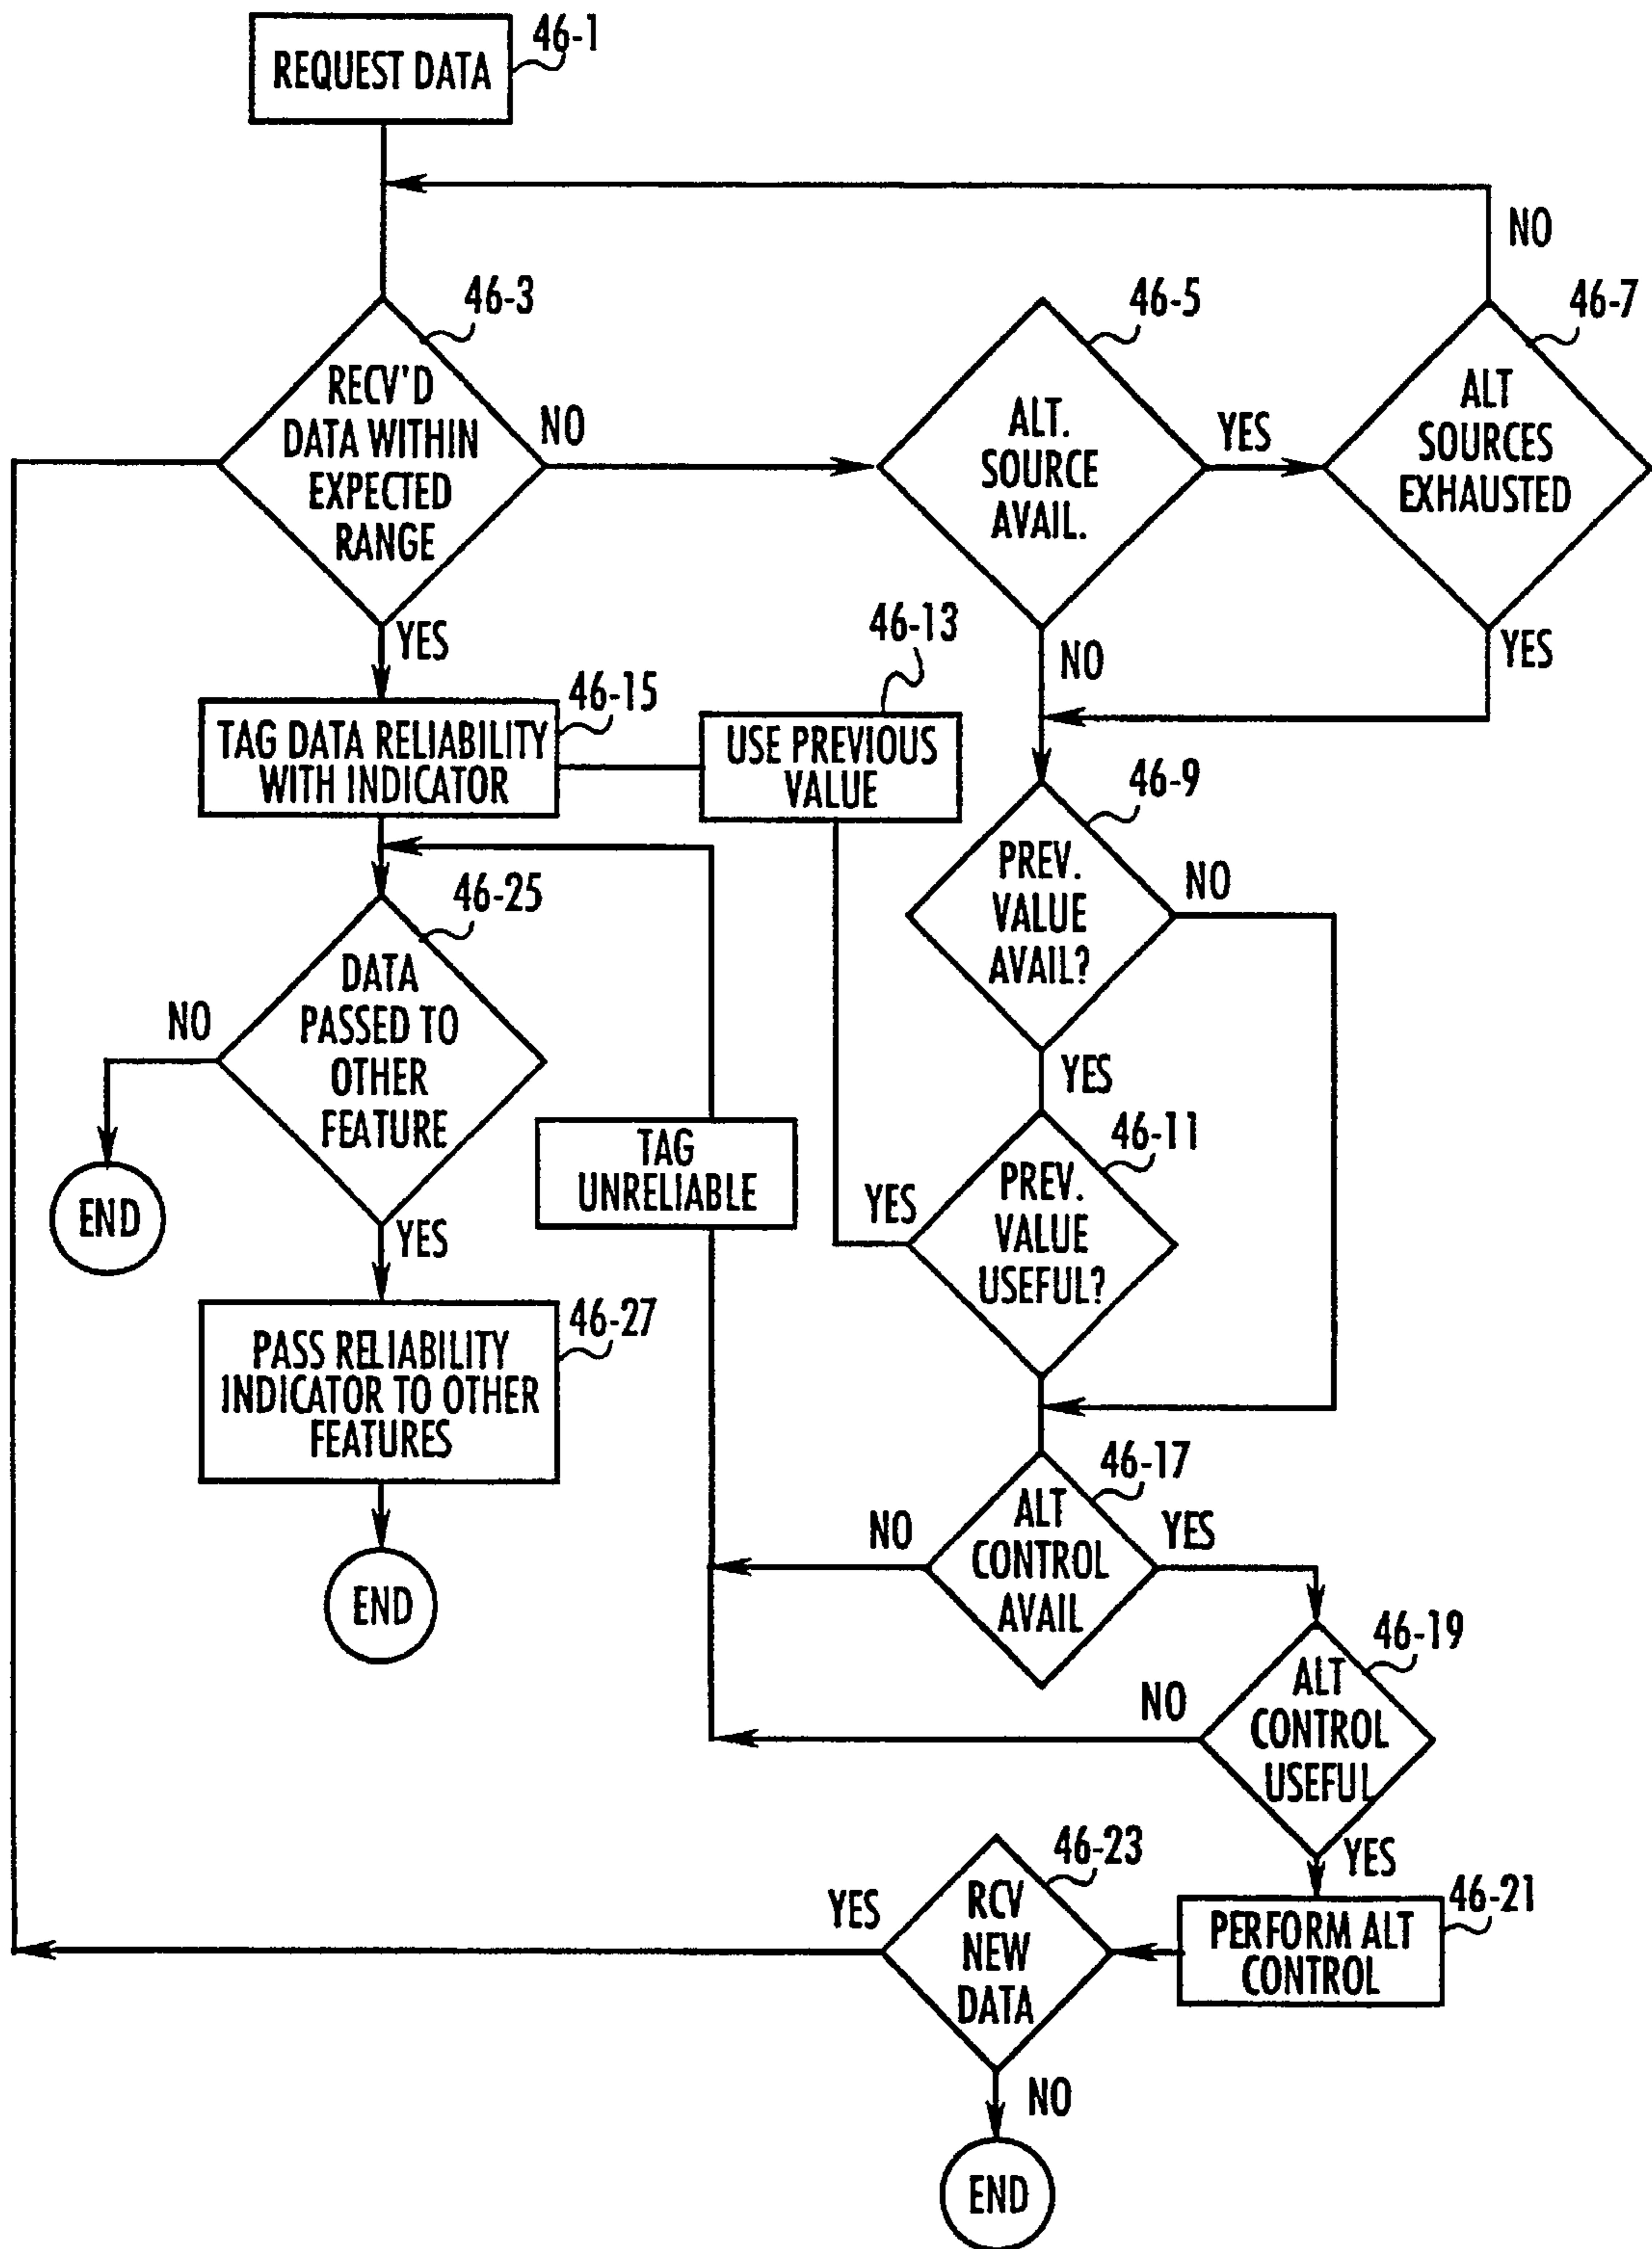 46-1
REQUEST DATA
NO
46-3
46-5
46-7
RECV'D
DATA WITHIN
EXPECTED
RANGE
NO
ALT.
SOURCE
AVAIL.
YES
ALT
SOURCES
EXHAUSTED
YES
46-13
NO
YES
46-15
TAG DATA RELIABILITY
WITH INDICATOR
USE PREVIOUS
VALUE
46-9
PREV.
VALUE
AVAIL?
NO
46-25
DATA
PASSED TO
OTHER
FEATURE
NO
YES
46-11
TAG
UNRELIABLE
PREV.
VALUE
USEFUL?
YES
END
YES
46-27
PASS RELIABILITY
INDICATOR TO OTHER
FEATURES
46-17
ALT
CONTROL
AVAIL
NO
YES
END
46-19
ALT
CONTROL
USEFUL
NO
YES
46-23
RCV
NEW
DATA
YES
46-21
PERFORM ALT
CONTROL
NO
END